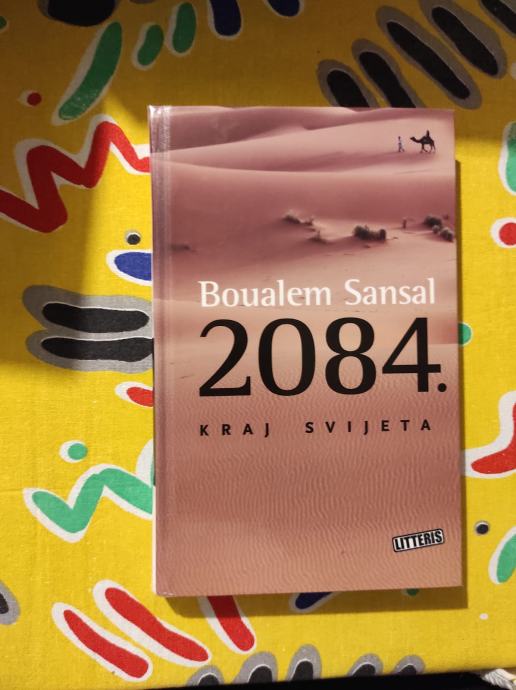 Boualem Sansal
2084.
KRAJ SVIJETA
LITTERIS